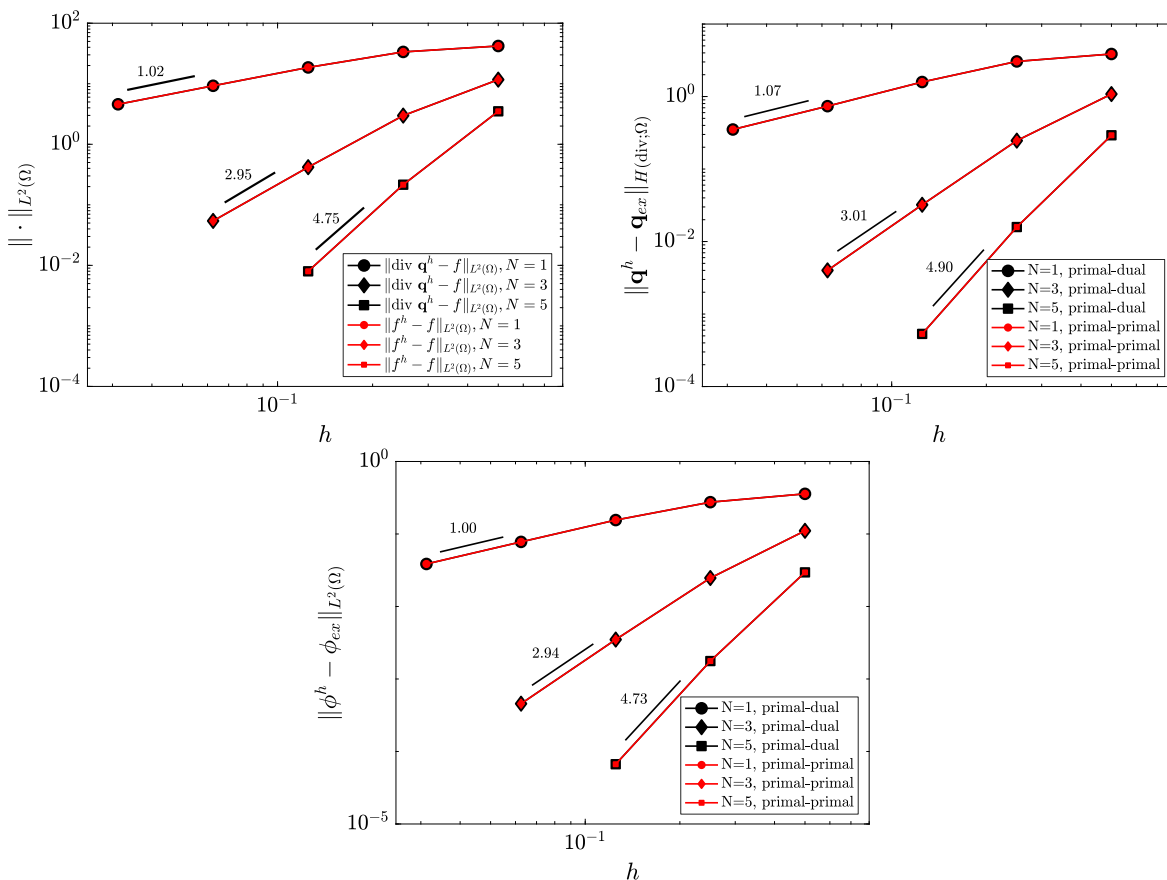 10^2
10^0
10^{-2}
10^{-4}
‖ · ‖_{L^2(Ω)}
1.02
2.95
4.75
‖div q^h − f‖_{L^2(Ω)}, N = 1
‖div q^h − f‖_{L^2(Ω)}, N = 3
‖div q^h − f‖_{L^2(Ω)}, N = 5
‖f^h − f‖_{L^2(Ω)}, N = 1
‖f^h − f‖_{L^2(Ω)}, N = 3
‖f^h − f‖_{L^2(Ω)}, N = 5
10^{-1}
h
10^0
10^{-2}
10^{-4}
‖q^h − q_{ex}‖_{H(div;Ω)}
1.07
3.01
4.90
N=1, primal-dual
N=3, primal-dual
N=5, primal-dual
N=1, primal-primal
N=3, primal-primal
N=5, primal-primal
10^{-1}
h
10^0
10^{-5}
‖ϕ^h − ϕ_{ex}‖_{L^2(Ω)}
1.00
2.94
4.73
N=1, primal-dual
N=3, primal-dual
N=5, primal-dual
N=1, primal-primal
N=3, primal-primal
N=5, primal-primal
10^{-1}
h